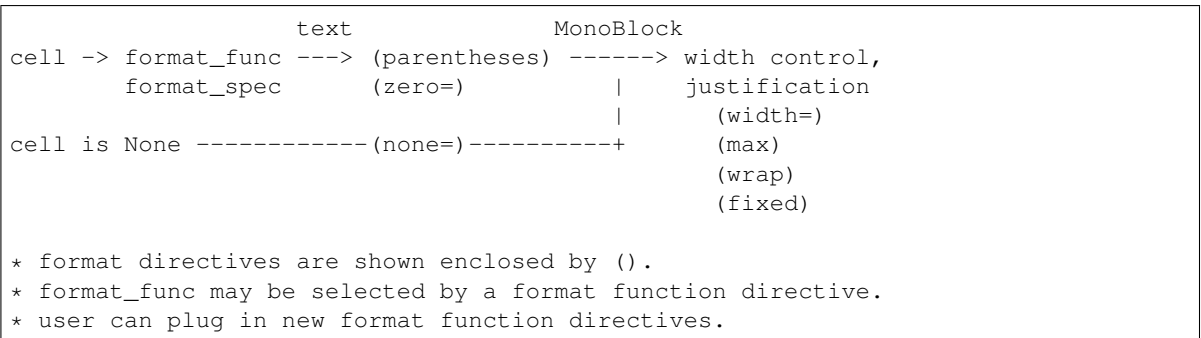 text                 MonoBlock
cell -> format_func ---> (parentheses) ------> width control,
        format_spec      (zero=)           |     justification
                                           |       (width=)
cell is None ------------(none=)----------+       (max)
                                                   (wrap)
                                                   (fixed)
* format directives are shown enclosed by ().
* format_func may be selected by a format function directive.
* user can plug in new format function directives.